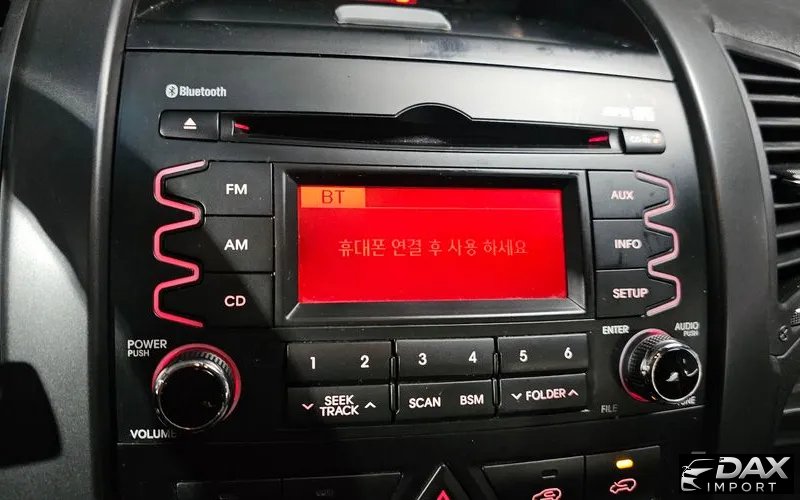 Bluetooth
FM
AUX
BT
휴대폰 연결 후 사용 하세요
AM
INFO
CD
SETUP
POWER
PUSH
ENTER
AUDIO
PUSH
1 2
3 4
5 6
SEEK
TRACK
SCAN
BSM
FOLDER
VOLUME
FILE
TUNE
DAX
IMPORT